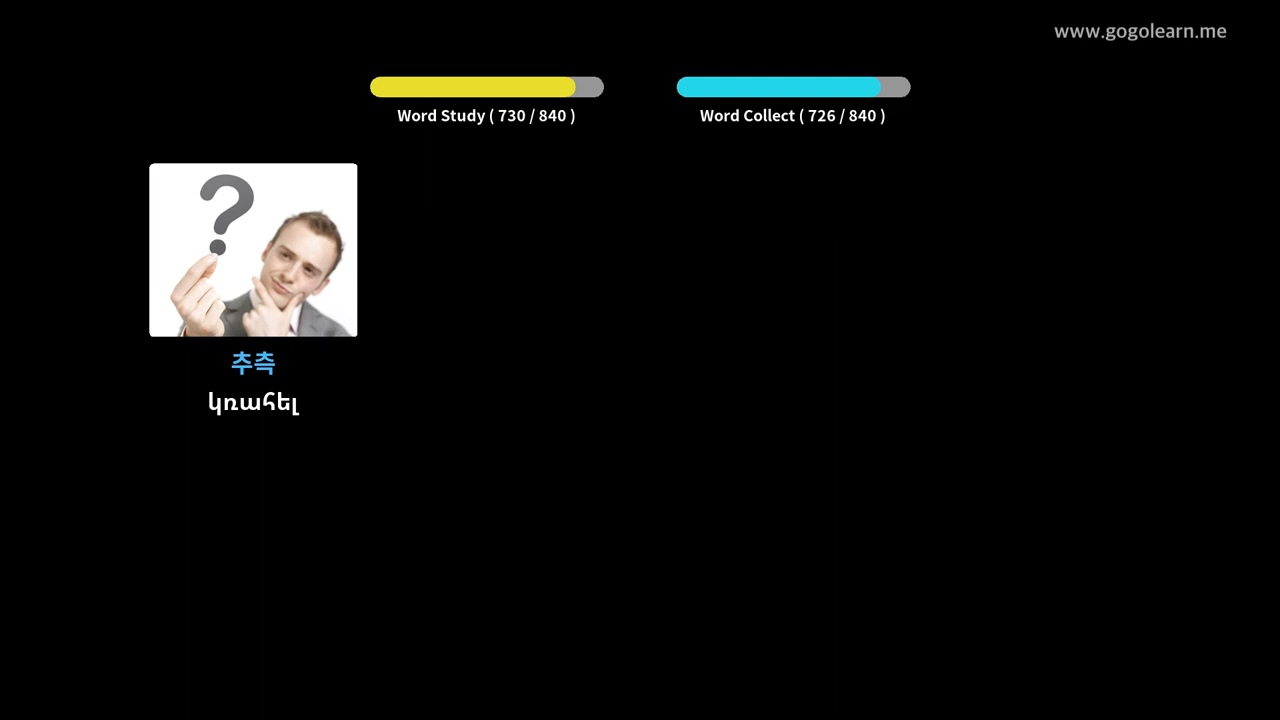 www.gogolearn.me
Word Study ( 730 / 840 )
Word Collect ( 726 / 840 )
?
추측
կռահել